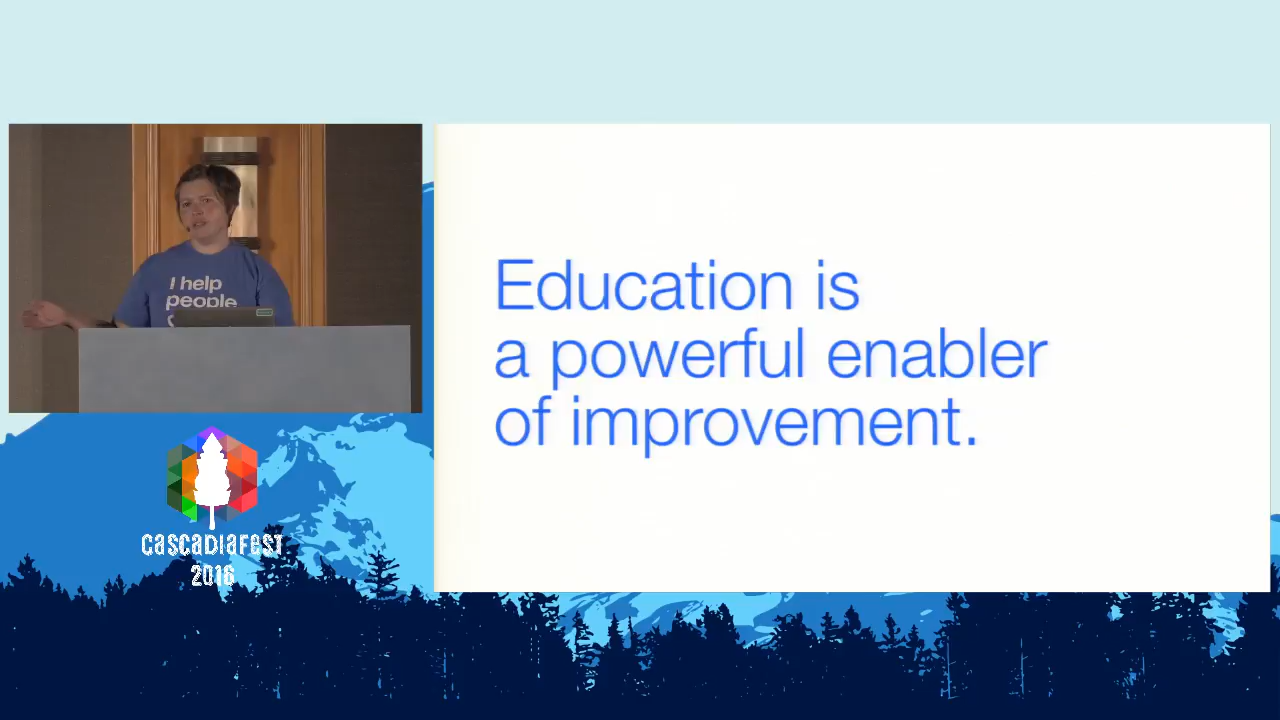 I help
people
Education is
a powerful enabler
of improvement.
CASCADIAFEST
2016